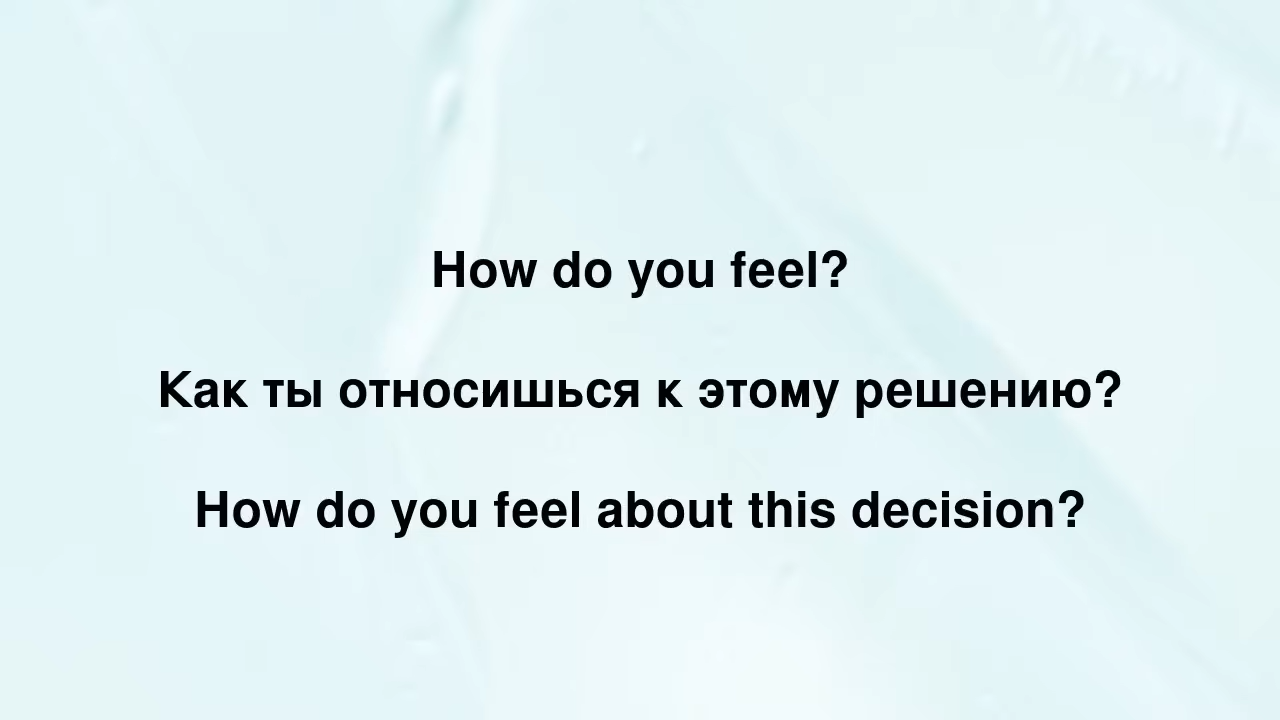 How do you feel?
Как ты относишься к этому решению?
How do you feel about this decision?